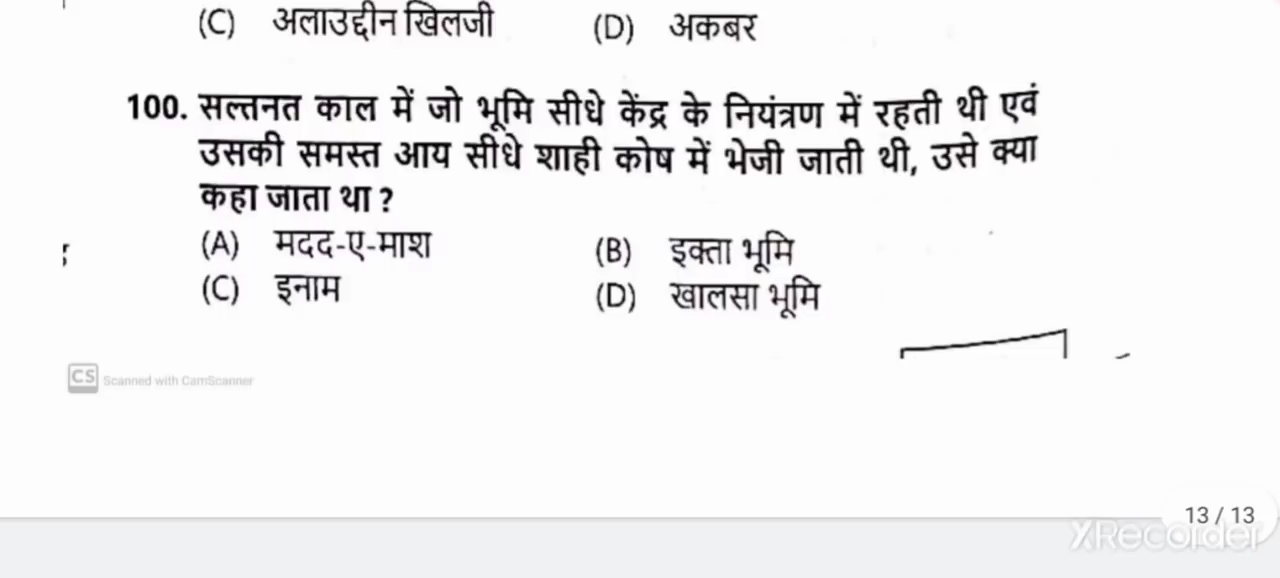 (C) अलाउद्दीन खिलजी (D) अकबर
100. सल्तनत काल में जो भूमि सीधे केंद्र के नियंत्रण में रहती थी एवं
उसकी समस्त आय सीधे शाही कोष में भेजी जाती थी, उसे क्या
कहा जाता था ?
(A) मदद-ए-माश (B) इक्ता भूमि
(C) इनाम (D) खालसा भूमि
CS Scanned with CamScanner
13 / 13
XRecorder